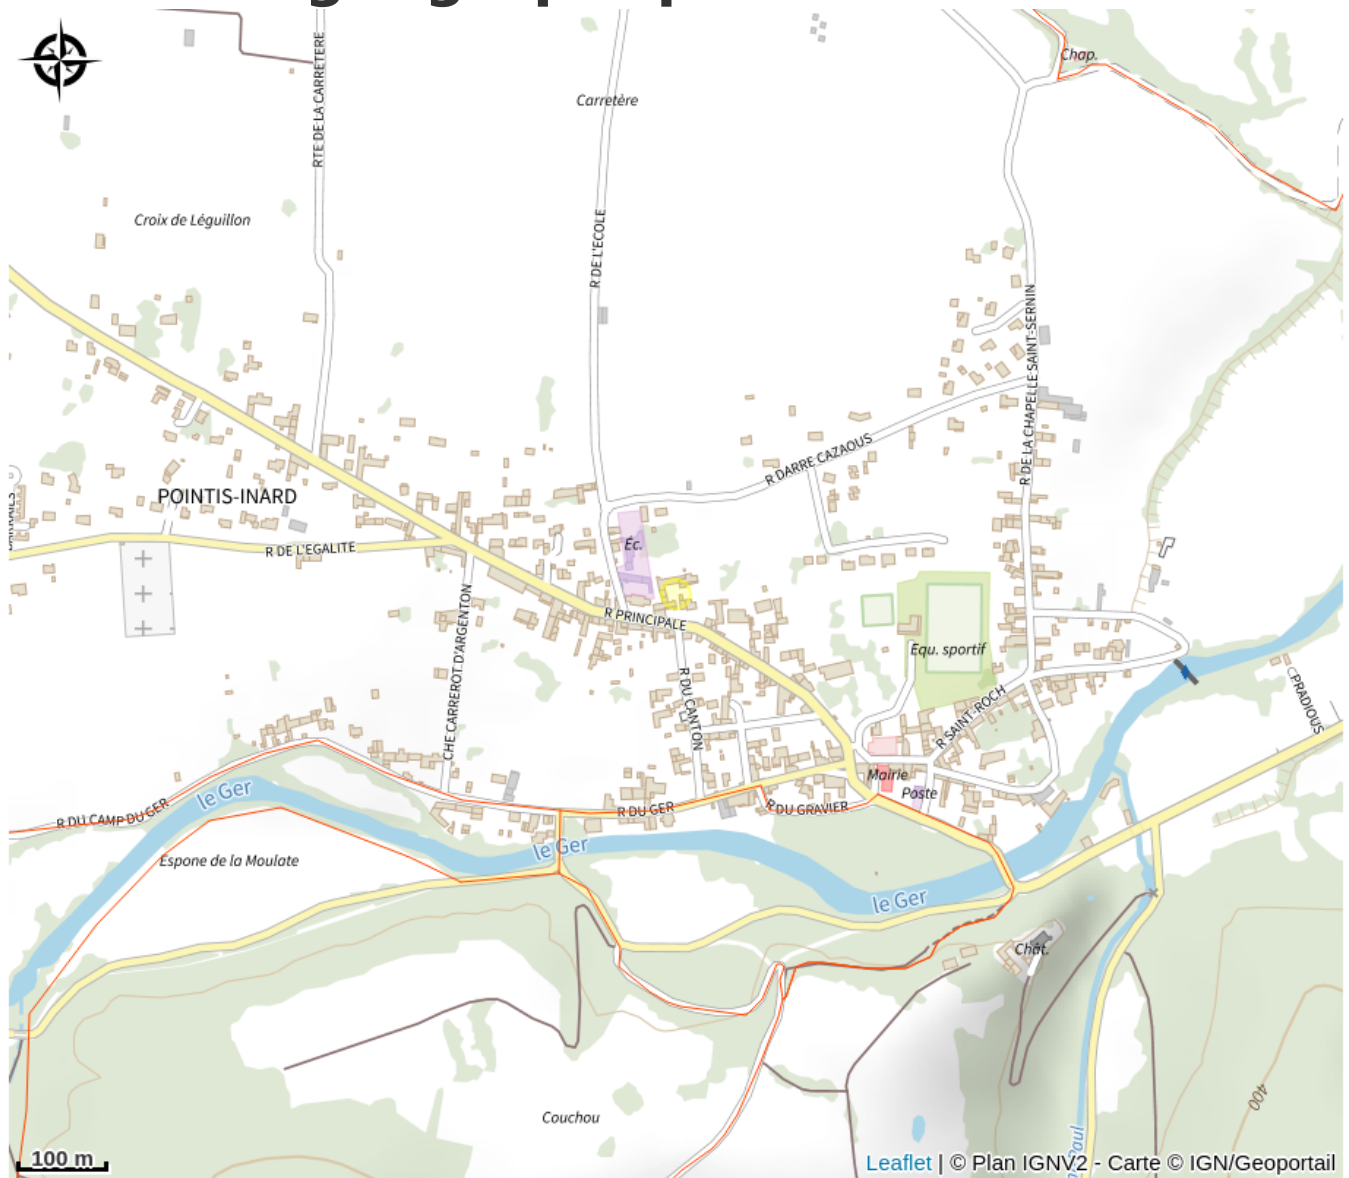 Chap.
RTE DE LA CARRETERE
Carretère
Croix de Léguillon
R DE L'ECOLE
R DE LA CHAPELLE SAINT-SERNIN
R DARRE CAZAOUS
POINTIS-INARD
R DE L'EGALITE
Éc.
R PRINCIPALE
CHE CARREROT D'ARGENTON
Equ. sportif
R DU CANTON
R SAINT-ROCH
PRADIOUS
Mairie
Poste
le Ger
R DU CAMP DU GER
R DU GER
R DU GRAVIER
le Ger
Espone de la Moulate
le Ger
Chât.
400
Couchou
100 m
Leaflet | © Plan IGNV2 - Carte © IGN/Geoportail